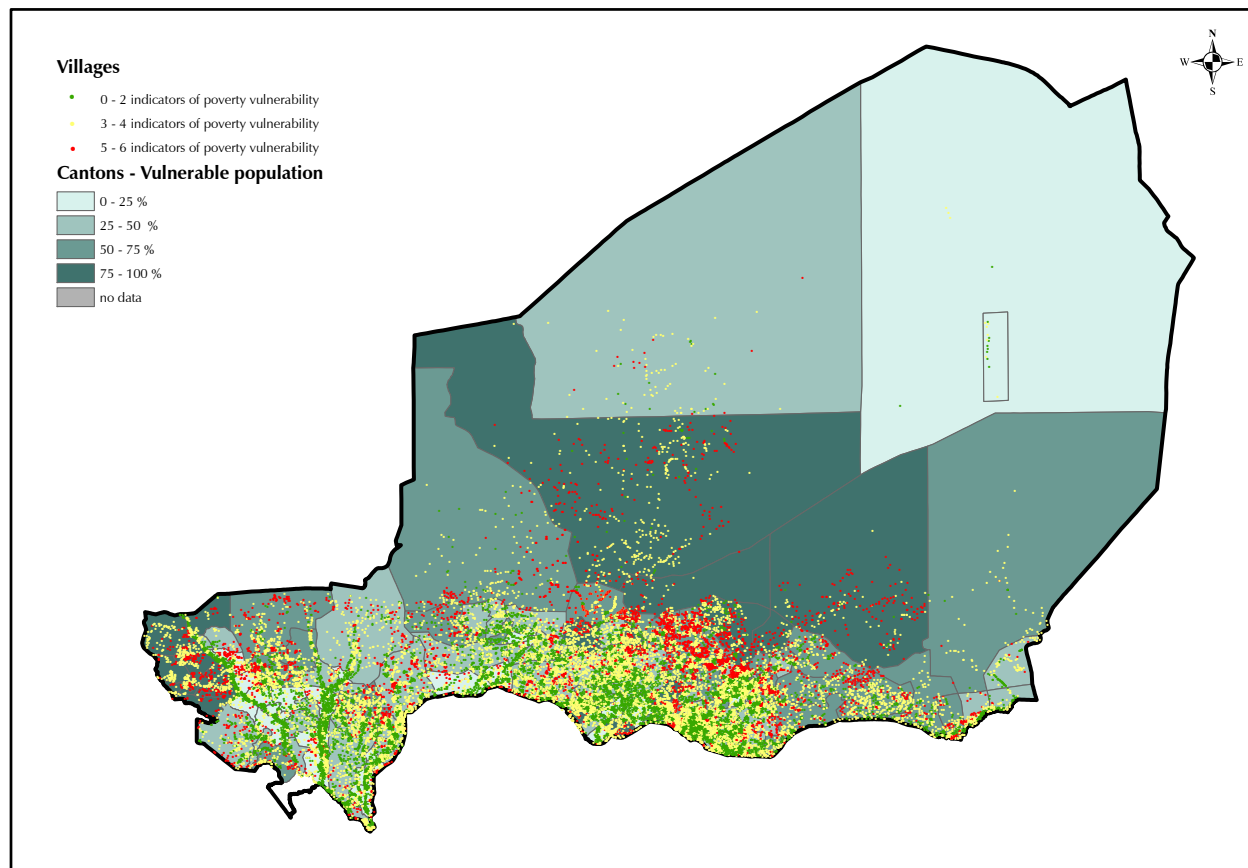 Villages
0 - 2 indicators of poverty vulnerability
3 - 4 indicators of poverty vulnerability
5 - 6 indicators of poverty vulnerability
Cantons - Vulnerable population
0 - 25 %
25 - 50 %
50 - 75 %
75 - 100 %
no data
N
W
E
S